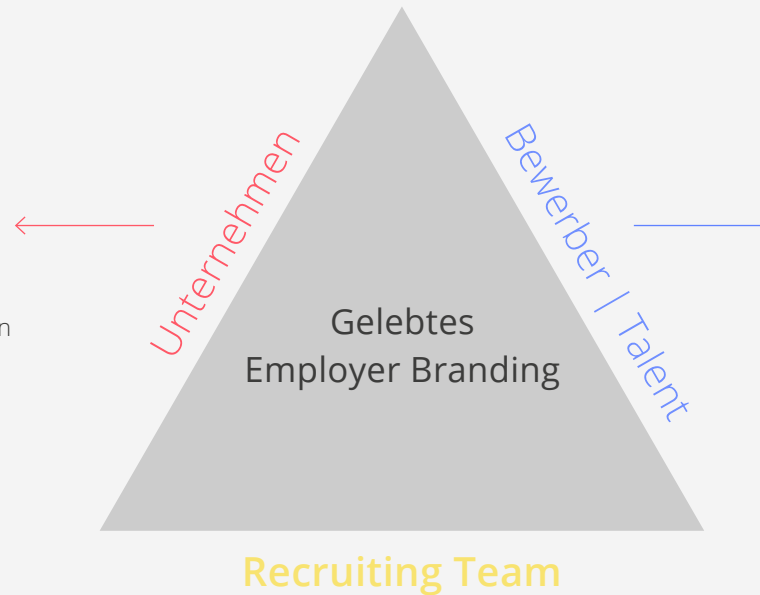 Unternehmen
Bewerber | Talent
Gelebtes
Employer Branding
Recruiting Team